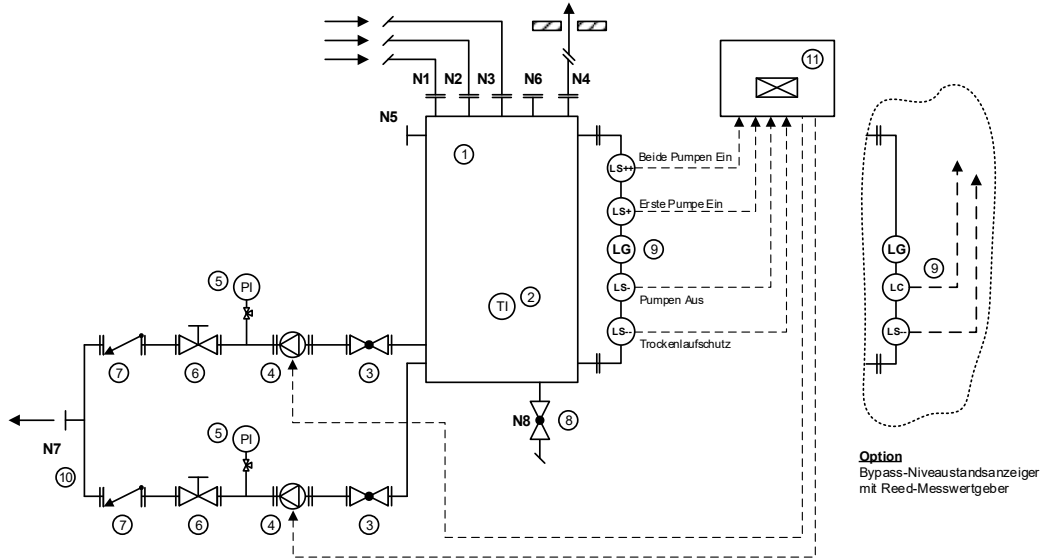 N1
N2
N3
N6
N4
11
N5
1
LS++
Beide Pumpen Ein
LS+
Erste Pumpe Ein
LG
9
LG
9
5
PI
TI
2
LS-
Pumpen Aus
LC
LS--
Trockenlaufschutz
LS--
7
6
4
3
N8
8
N7
5
PI
10
7
6
4
3
Option
Bypass-Niveaustandsanzeiger
mit Reed-Messwertgeber